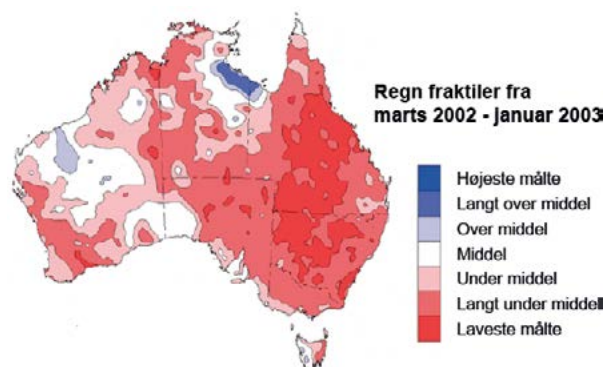 Regn fraktiler fra
marts 2002 - januar 2003
Højeste målte
Langt over middel
Over middel
Middel
Under middel
Langt under middel
Laveste målte